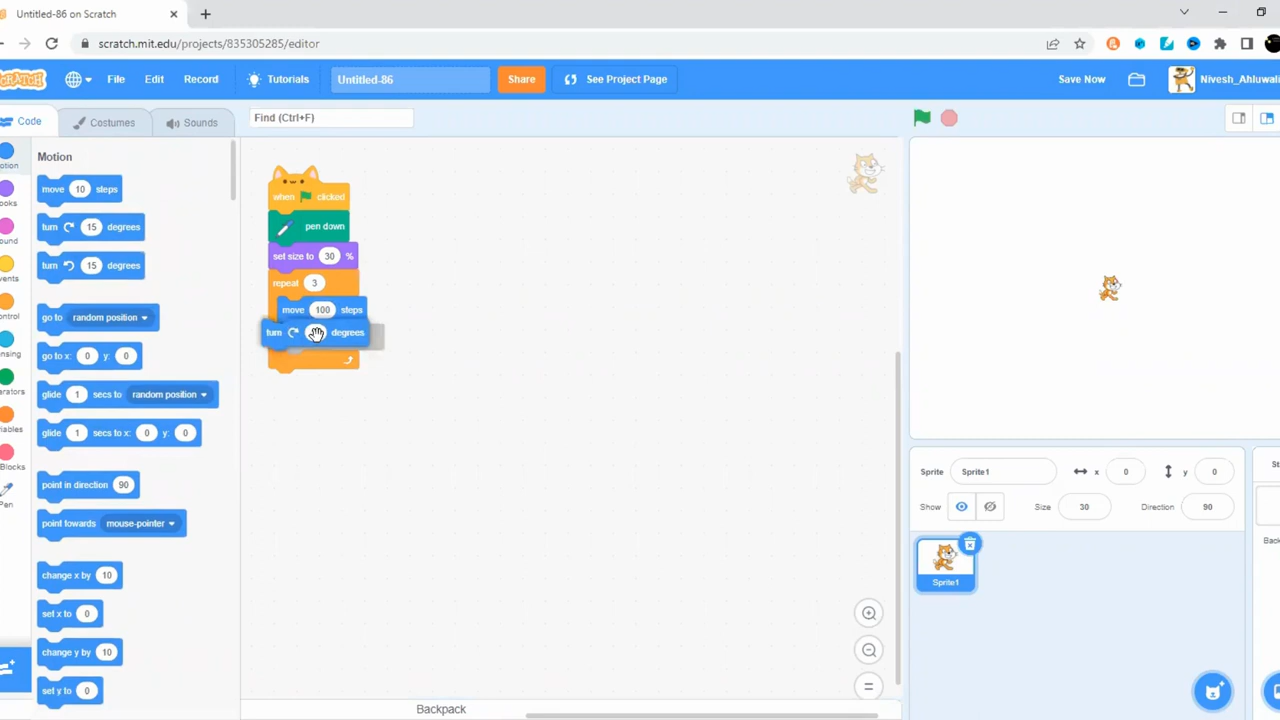 Untitled-86 on Scratch
scratch.mit.edu/projects/835305285/editor
File Edit Record Tutorials Untitled-86 Share See Project Page Save Now
Code Costumes Sounds Find (Ctrl+F)
Motion
move 10 steps
turn 15 degrees
turn 15 degrees
go to random position
go to x: 0 y: 0
glide 1 secs to random position
glide 1 secs to x: 0 y: 0
point in direction 90
point towards mouse-pointer
change x by 10
set x to 0
change y by 10
set y to 0
when clicked
pen down
set size to 30 %
repeat 3
move 100 steps
turn degrees
Pen
Backpack
Sprite Sprite1 x 0 y 0
Show Size 30 Direction 90
Sprite1